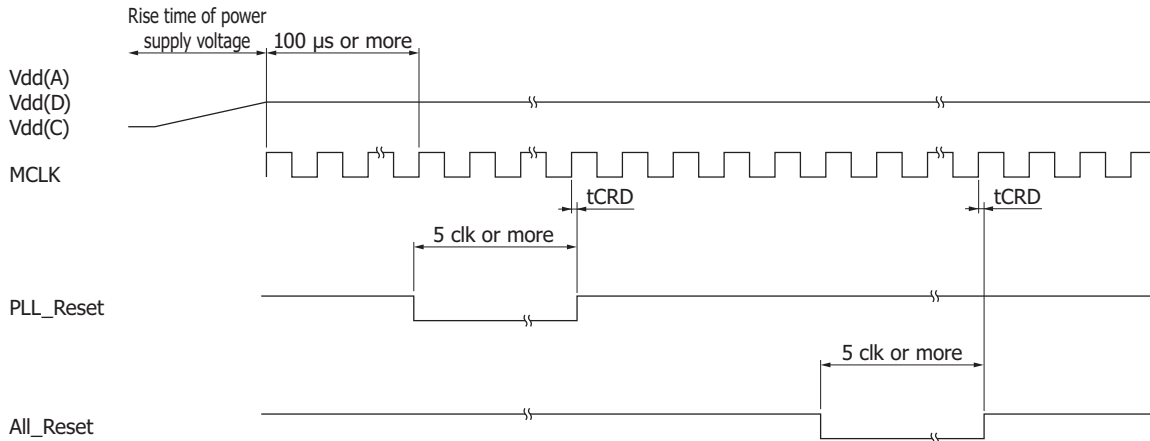 Rise time of power
supply voltage
100 µs or more
Vdd(A)
Vdd(D)
Vdd(C)
MCLK
tCRD
tCRD
5 clk or more
PLL_Reset
5 clk or more
All_Reset